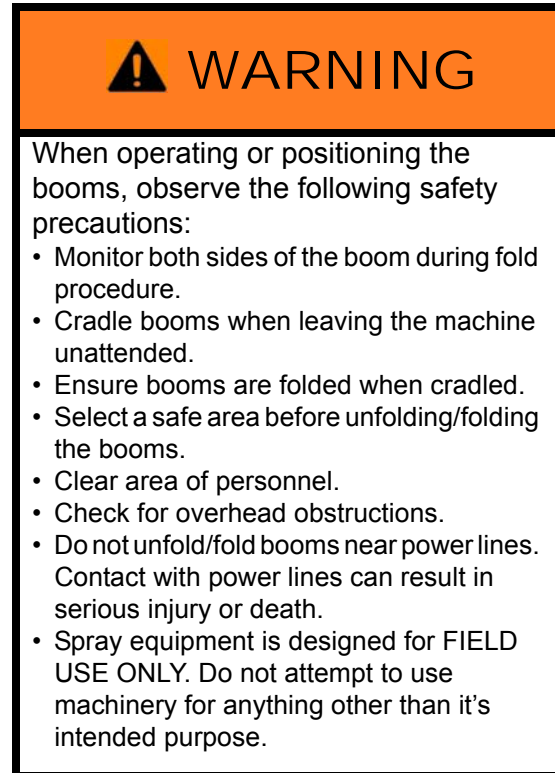 WARNING
When operating or positioning the
booms, observe the following safety
precautions:
• Monitor both sides of the boom during fold
procedure.
• Cradle booms when leaving the machine
unattended.
• Ensure booms are folded when cradled.
• Select a safe area before unfolding/folding
the booms.
• Clear area of personnel.
• Check for overhead obstructions.
• Do not unfold/fold booms near power lines.
Contact with power lines can result in
serious injury or death.
• Spray equipment is designed for FIELD
USE ONLY. Do not attempt to use
machinery for anything other than it’s
intended purpose.